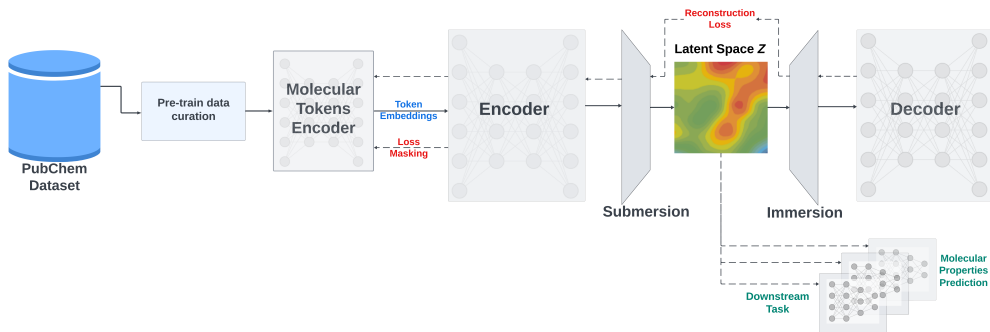 PubChem
Dataset
Pre-train data
curation
Molecular
Tokens
Encoder
Token
Embeddings
Loss
Masking
Encoder
Submersion
Reconstruction
Loss
Latent Space Z
Immersion
Decoder
Downstream
Task
Molecular
Properties
Prediction